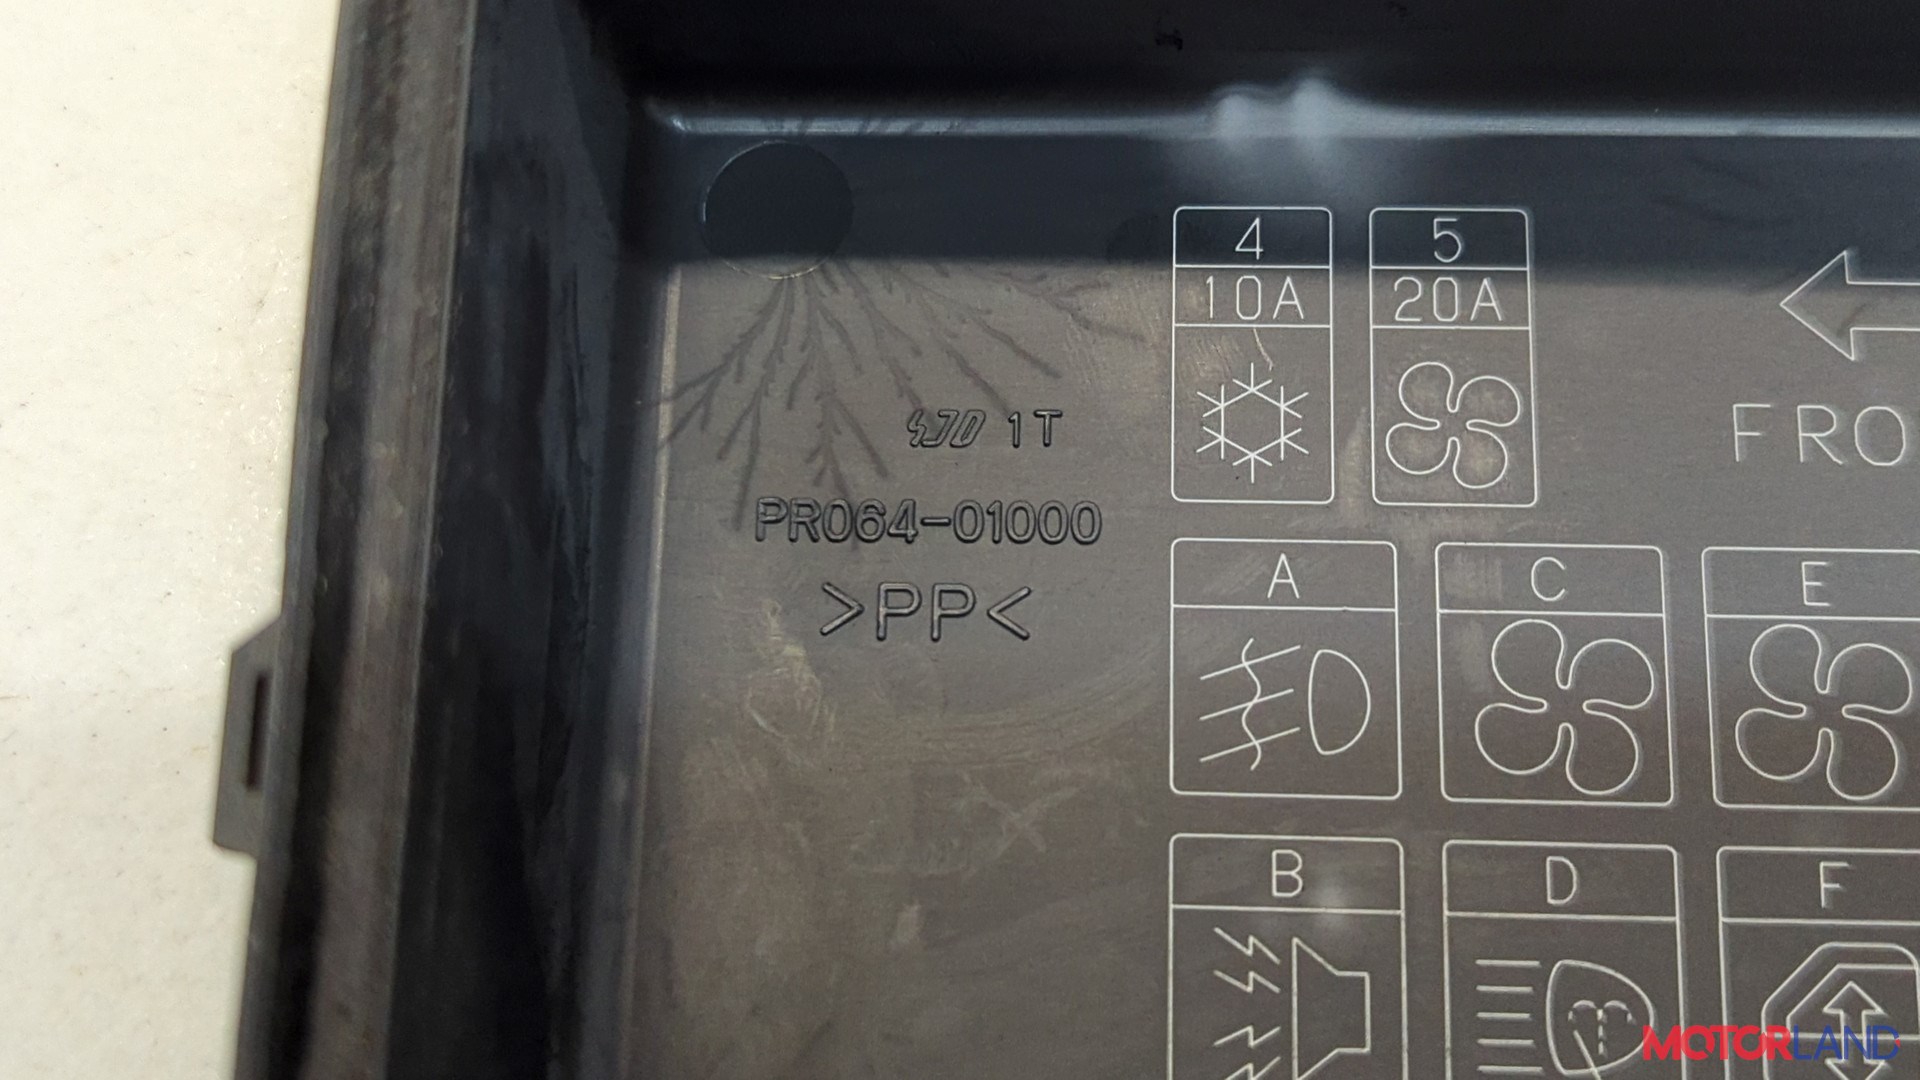 4
10A
5
20A
FRO
1T
PR064-01000
>PP<
A
C
E
B
D
F
MOTORLAND